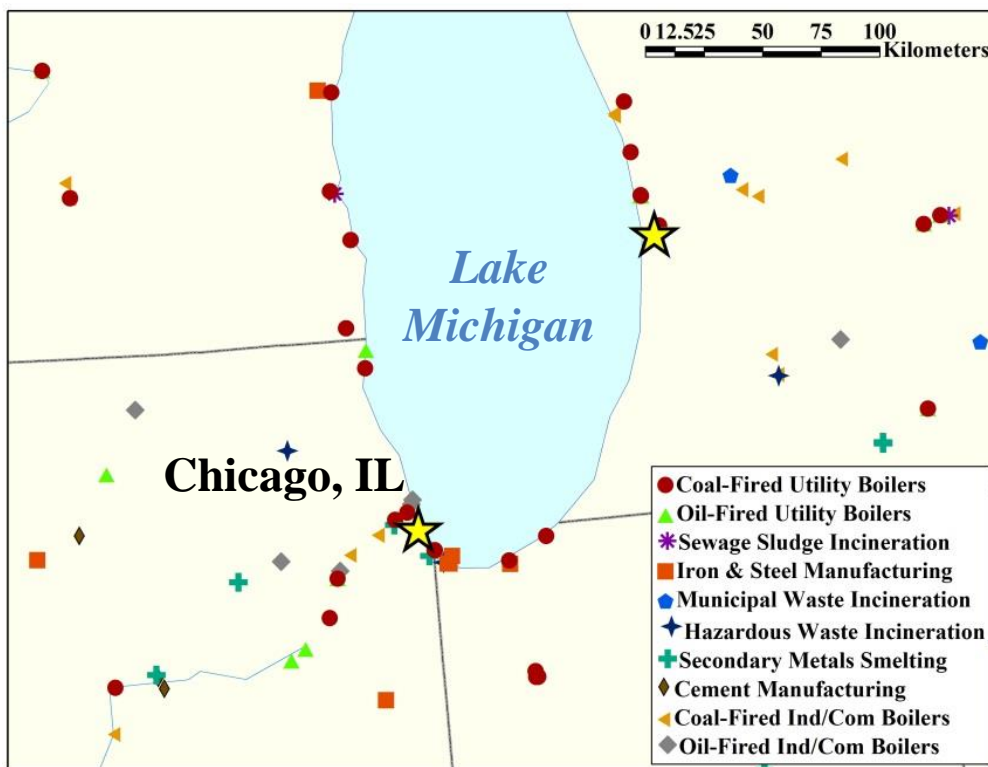 0 12.525 50 75 100
Kilometers
Lake
Michigan
Chicago, IL
Coal-Fired Utility Boilers
Oil-Fired Utility Boilers
Sewage Sludge Incineration
Iron & Steel Manufacturing
Municipal Waste Incineration
Hazardous Waste Incineration
Secondary Metals Smelting
Cement Manufacturing
Coal-Fired Ind/Com Boilers
Oil-Fired Ind/Com Boilers